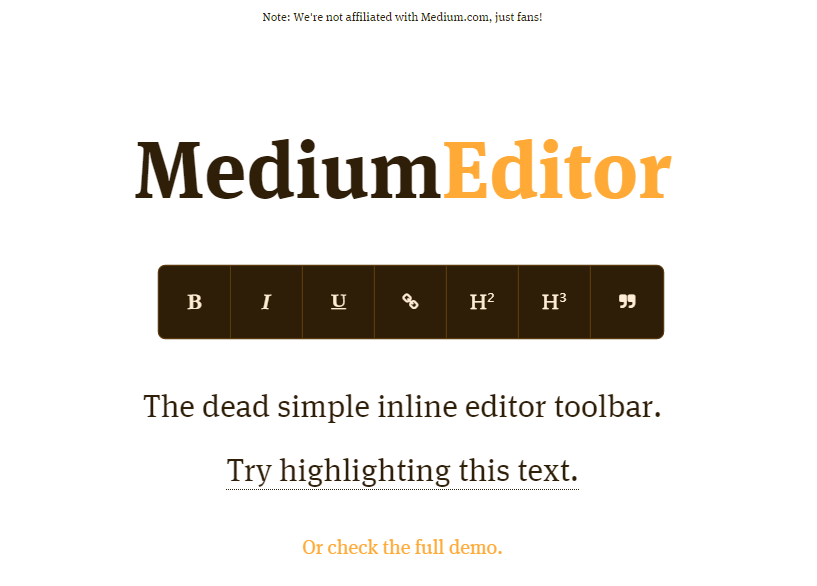 Note: We're not affiliated with Medium.com, just fans!
MediumEditor
B I U H² H³ ❞
The dead simple inline editor toolbar.
Try highlighting this text.
Or check the full demo.